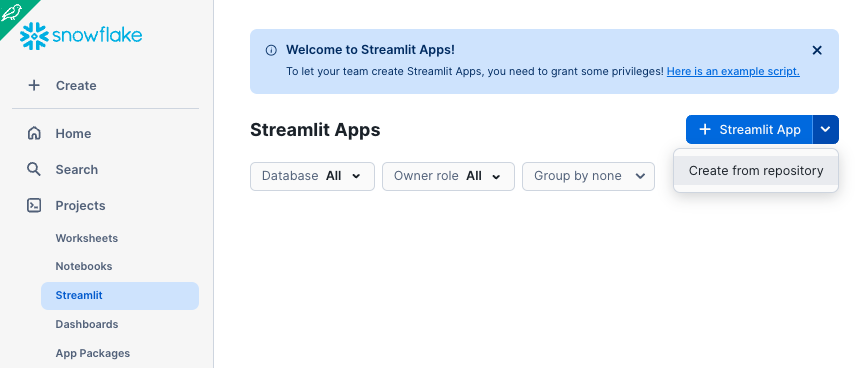 snowflake
Create
Home
Search
Projects
Worksheets
Notebooks
Streamlit
Dashboards
App Packages
Welcome to Streamlit Apps!
To let your team create Streamlit Apps, you need to grant some privileges! Here is an example script.
Streamlit Apps
+ Streamlit App
Create from repository
Database All
Owner role All
Group by none